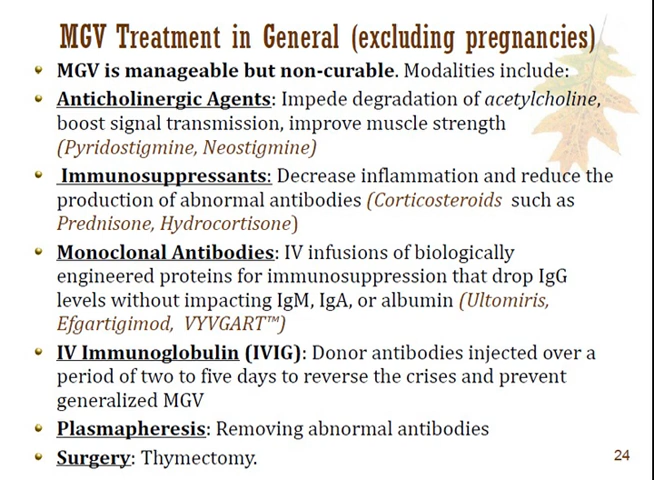 MGV Treatment in General (excluding pregnancies)
MGV is manageable but non-curable. Modalities include:
Anticholinergic Agents: Impede degradation of acetylcholine,
boost signal transmission, improve muscle strength
(Pyridostigmine, Neostigmine)
Immunosuppressants: Decrease inflammation and reduce the
production of abnormal antibodies (Corticosteroids such as
Prednisone, Hydrocortisone)
Monoclonal Antibodies: IV infusions of biologically
engineered proteins for immunosuppression that drop IgG
levels without impacting IgM, IgA, or albumin (Ultomiris,
Efgartigimod, VYVGART™)
IV Immunoglobulin (IVIG): Donor antibodies injected over a
period of two to five days to reverse the crises and prevent
generalized MGV
Plasmapheresis: Removing abnormal antibodies
Surgery: Thymectomy.
24